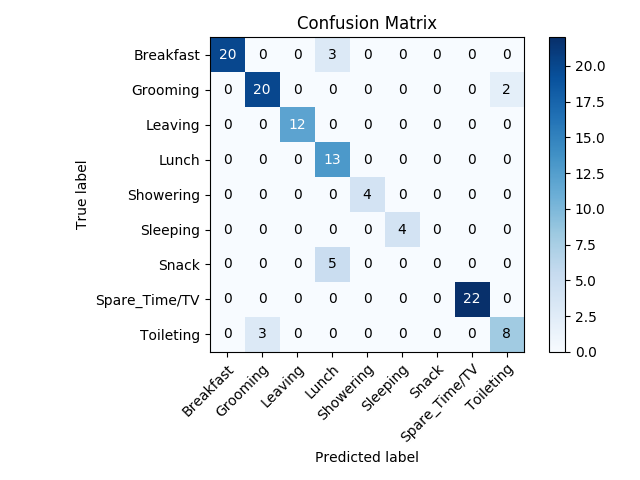 Confusion Matrix
True label
Breakfast 20 0 0 3 0 0 0 0 0
Grooming 0 20 0 0 0 0 0 0 2
Leaving 0 0 12 0 0 0 0 0 0
Lunch 0 0 0 13 0 0 0 0 0
Showering 0 0 0 0 4 0 0 0 0
Sleeping 0 0 0 0 0 4 0 0 0
Snack 0 0 0 5 0 0 0 0 0
Spare_Time/TV 0 0 0 0 0 0 0 22 0
Toileting 0 3 0 0 0 0 0 0 8
Breakfast
Grooming
Leaving
Lunch
Showering
Sleeping
Snack
Spare_Time/TV
Toileting
Predicted label
20.0
17.5
15.0
12.5
10.0
7.5
5.0
2.5
0.0